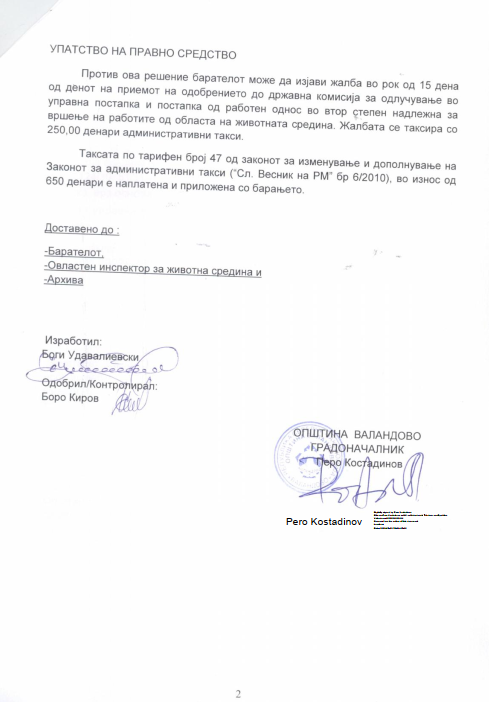 УПАТСТВО НА ПРАВНО СРЕДСТВО
Против ова решение барателот може да изјави жалба во рок од 15 дена
од денот на приемот на одобрението до државна комисија за одлучување во
управна постапка и постапка од работен однос во втор степен надлежна за
вршење на работите од областа на животната средина. Жалбата се таксира со
250,00 денари административни такси.
Таксата по тарифен број 47 од законот за изменување и дополнување на
Законот за административни такси ("Сл. Весник на РМ" бр 6/2010), во износ од
650 денари е наплатена и приложена со барањето.
Доставено до :
-Барателот,
-Овластен инспектор за животна средина и
-Архива
Изработил:
Боги Удавалиевски
Одобрил/Контролирал:
Боро Киров
ОПШТИНА ВАЛАНДОВО
ГРАДОНАЧАЛНИК
Перо Костадинов
Pero Kostadinov
2